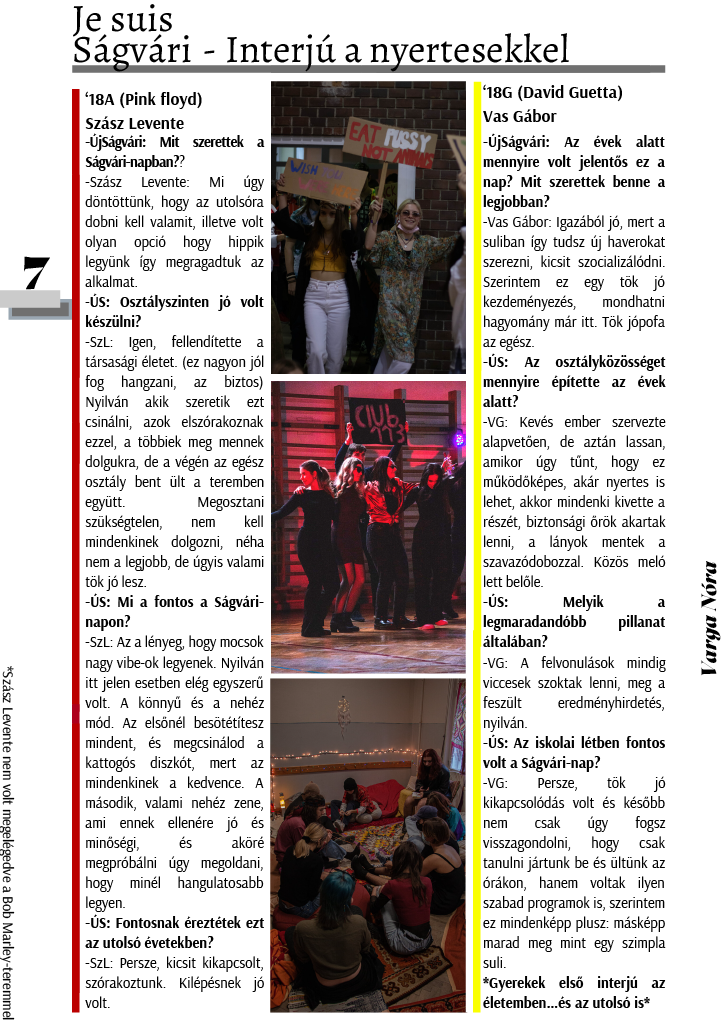 Je suis
Ságvári - Interjú a nyertesekkel
'18A (Pink floyd)
Szász Levente
-ÚjSágvári: Mit szerettek a
Ságvári-napban??
-Szász Levente: Mi úgy
döntöttünk, hogy az utolsóra
dobni kell valamit, illetve volt
olyan opció hogy hippik
legyünk így megragadtuk az
alkalmat.
-ÚS: Osztályszinten jó volt
készülni?
-SzL: Igen, fellendítette a
társasági életet. (ez nagyon jól
fog hangzani, az biztos)
Nyilván akik szeretik ezt
csinálni, azok elszórakoznak
ezzel, a többiek meg mennek
dolgukra, de a végén az egész
osztály bent ült a teremben
együtt. Megosztani
szükségtelen, nem kell
mindenkinek dolgozni, néha
nem a legjobb, de úgyis valami
tök jó lesz.
-ÚS: Mi a fontos a Ságvári-
napon?
-SzL: Az a lényeg, hogy mocsok
nagy vibe-ok legyenek. Nyilván
itt jelen esetben elég egyszerű
volt. A könnyű és a nehéz
mód. Az elsőnél besötétítesz
mindent, és megcsinálod a
kattogós diszkót, mert az
mindenkinek a kedvence. A
második, valami nehéz zene,
ami ennek ellenére jó és
minőségi, és aköré
megpróbálni úgy megoldani,
hogy minél hangulatosabb
legyen.
-ÚS: Fontosnak éreztétek ezt
az utolsó évetekben?
-SzL: Persze, kicsit kikapcsolt,
szórakoztunk. Kilépésnek jó
volt.
EAT PUSSY
NOT ANIMALS
WISH YOU
CLUB
773
'18G (David Guetta)
Vas Gábor
-ÚjSágvári: Az évek alatt
mennyire volt jelentős ez a
nap? Mit szerettek benne a
legjobban?
-Vas Gábor: Igazából jó, mert a
suliban így tudsz új haverokat
szerezni, kicsit szocializálódni.
Szerintem ez egy tök jó
kezdeményezés, mondhatni
hagyomány már itt. Tök jópofa
az egész.
-ÚS: Az osztályközösséget
mennyire építette az évek
alatt?
-VG: Kevés ember szervezte
alapvetően, de aztán lassan,
amikor úgy tűnt, hogy ez
működőképes, akár nyertes is
lehet, akkor mindenki kivette a
részét, biztonsági őrök akartak
lenni, a lányok mentek a
szavazódobozzal. Közös meló
lett belőle.
-ÚS: Melyik a
legmaradandóbb pillanat
általában?
-VG: A felvonulások mindig
viccesek szoktak lenni, meg a
feszült eredményhirdetés,
nyilván.
-ÚS: Az iskolai létben fontos
volt a Ságvári-nap?
-VG: Persze, tök jó
kikapcsolódás volt és később
nem csak úgy fogsz
visszagondolni, hogy csak
tanulni jártunk be és ültünk az
órákon, hanem voltak ilyen
szabad programok is, szerintem
ez mindenképp plusz: másképp
marad meg mint egy szimpla
suli.
*Gyerekek első interjú az
életemben...és az utolsó is*
7
*Szász Levente nem volt megelégedve a Bob Marley-teremmel
Varga Nóra